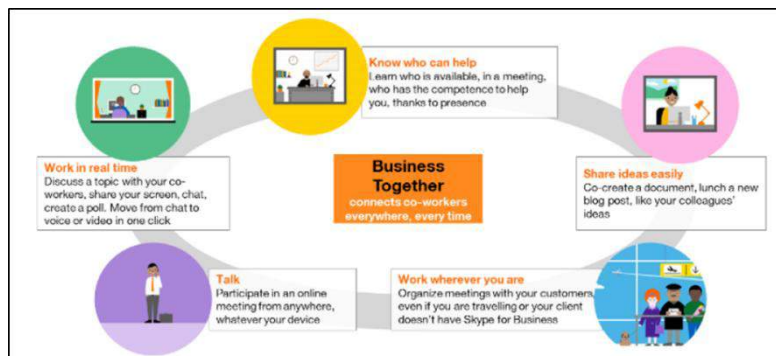 Know who can help
Learn who is available, in a meeting,
who has the competence to help
you, thanks to presence
Work in real time
Discuss a topic with your co-
workers, share your screen, chat,
create a poll. Move from chat to
voice or video in one click
Business
Together
connects co-workers
everywhere, every time
Share ideas easily
Co-create a document, lunch a new
blog post, like your colleagues'
ideas
Talk
Participate in an online
meeting from anywhere,
whatever your device
Work wherever you are
Organize meetings with your customers,
even if you are travelling or your client
doesn't have Skype for Business